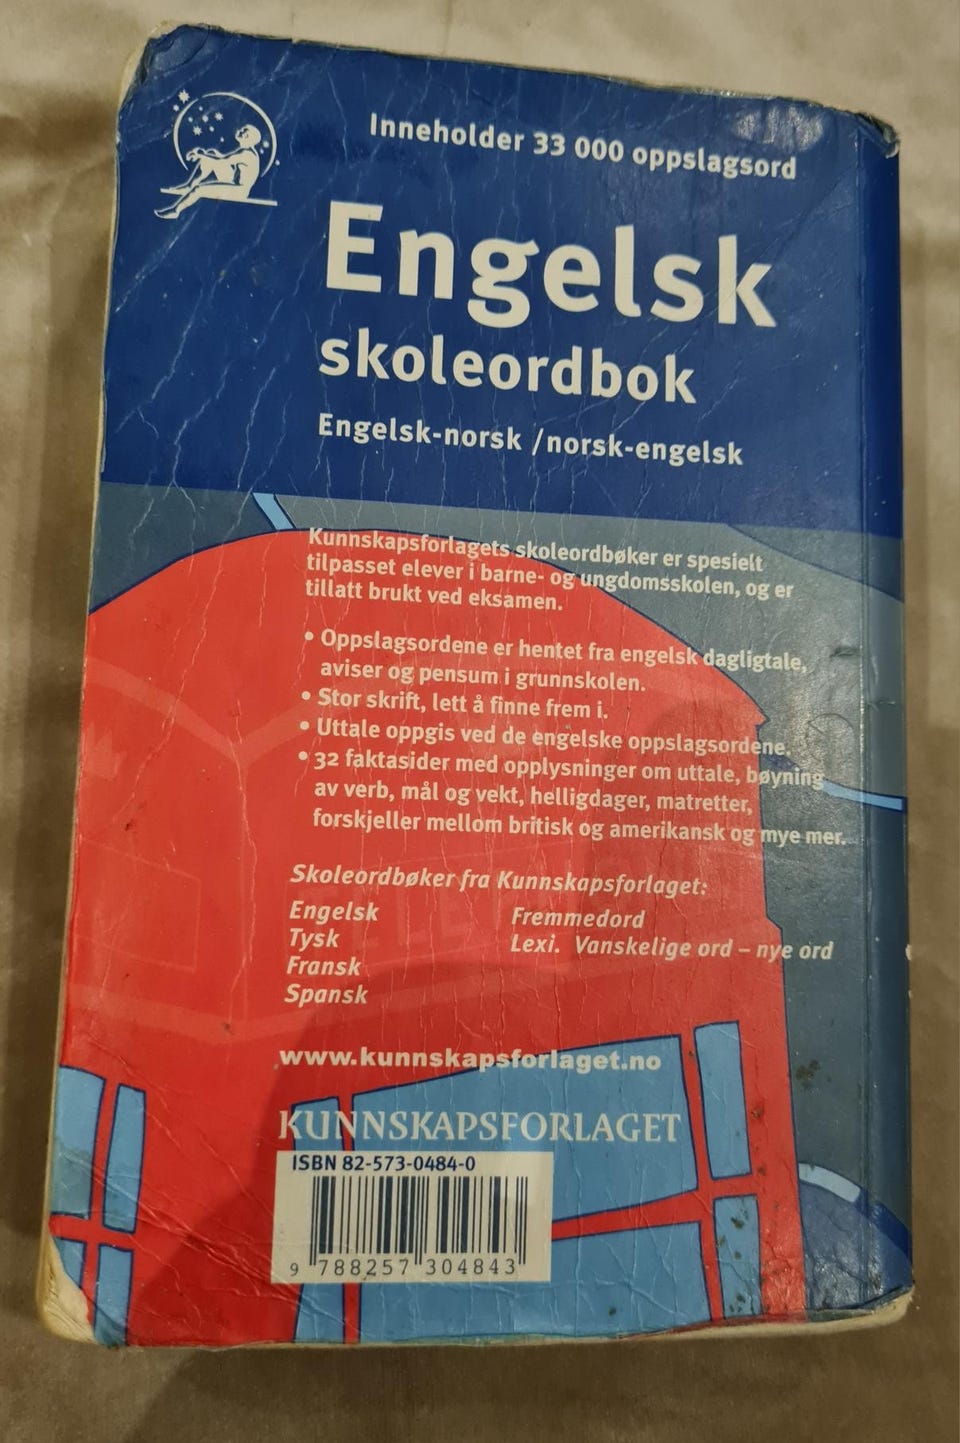 Inneholder 33 000 oppslagsord
Engelsk
skoleordbok
Engelsk-norsk /norsk-engelsk
Kunnskapsforlagets skoleordbøker er spesielt
tilpasset elever i barne- og ungdomsskolen, og er
tillatt brukt ved eksamen.
• Oppslagsordene er hentet fra engelsk dagligtale,
aviser og pensum i grunnskolen.
• Stor skrift, lett å finne frem i.
• Uttale oppgis ved de engelske oppslagsordene.
• 32 faktasider med opplysninger om uttale, bøyning
av verb, mål og vekt, helligdager, matretter,
forskjeller mellom britisk og amerikansk og mye mer.
Skoleordbøker fra Kunnskapsforlaget:
Engelsk
Tysk
Fransk
Spansk
Fremmedord
Lexi. Vanskelige ord – nye ord
www.kunnskapsforlaget.no
KUNNSKAPSFORLAGET
ISBN 82-573-0484-0
9 788257 304843